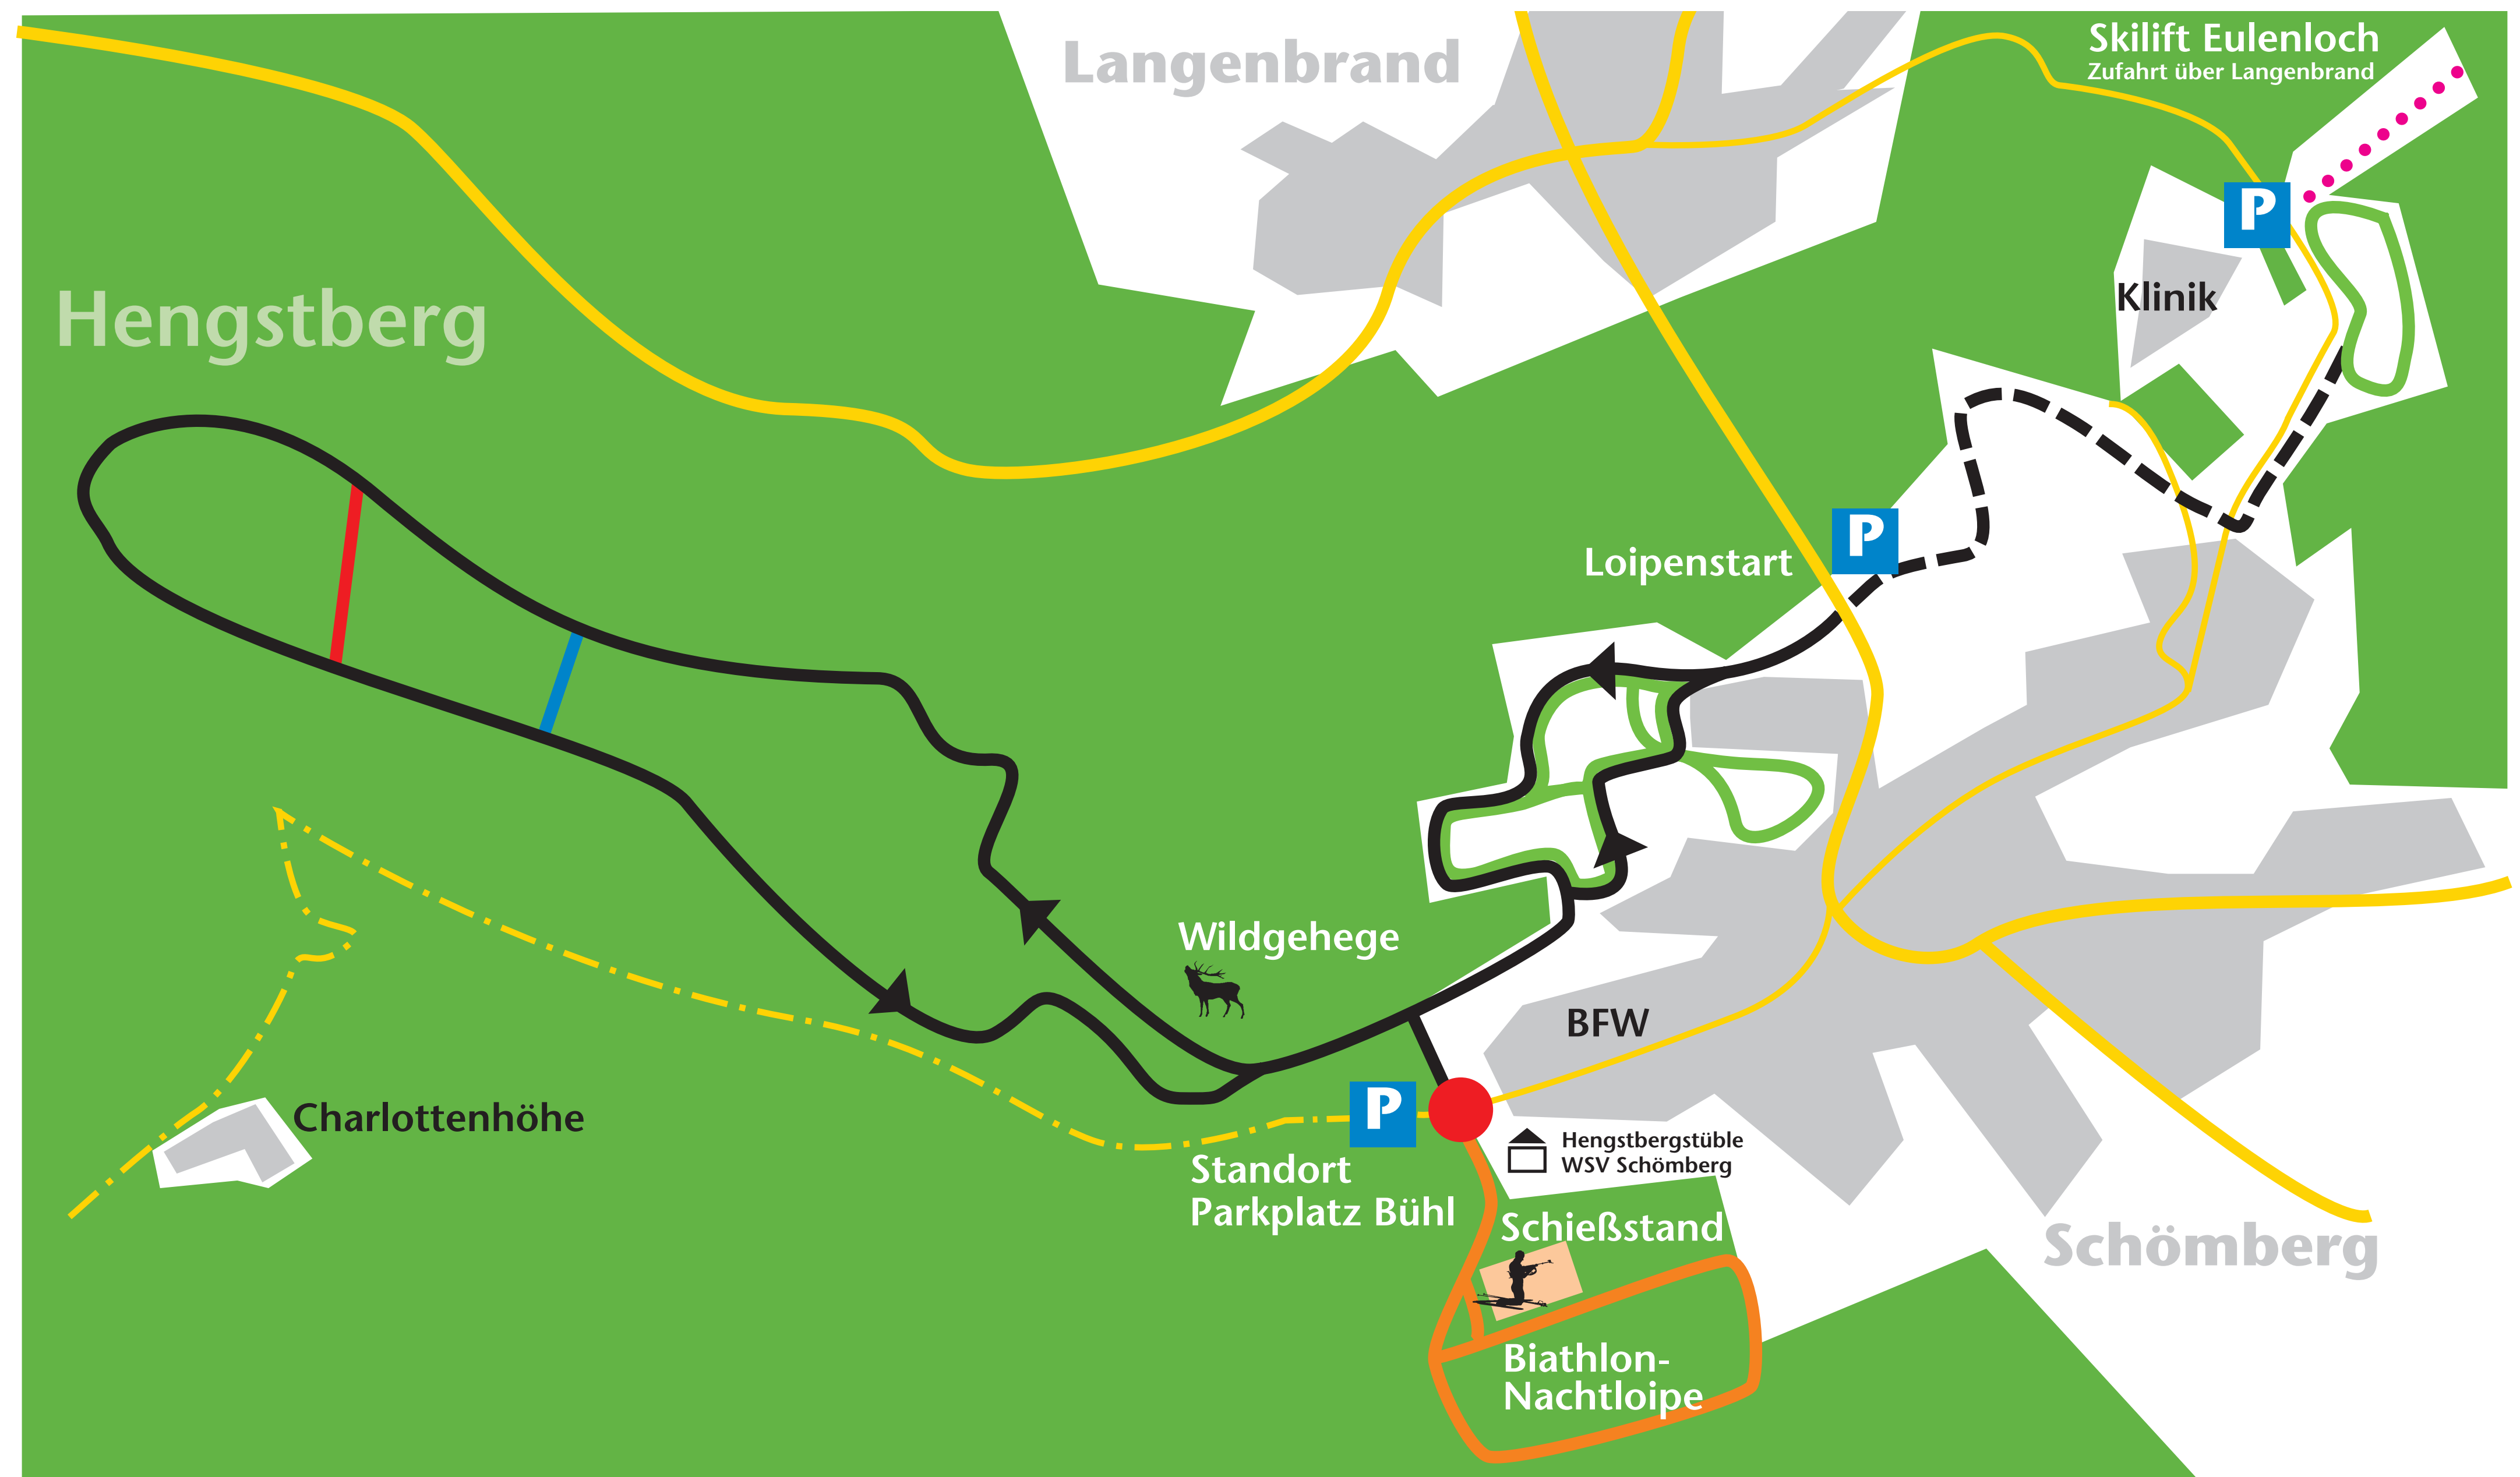 Langenbrand
Skilift Eulenloch
Zufahrt über Langenbrand
P
Klinik
Hengstberg
P
Loipenstart
Wildgehege
BFW
P
Charlottenhöhe
Hengstbergstüble
WSV Schömberg
Standort
Parkplatz Bühl
Schießstand
Schömberg
Biathlon-
Nachtloipe